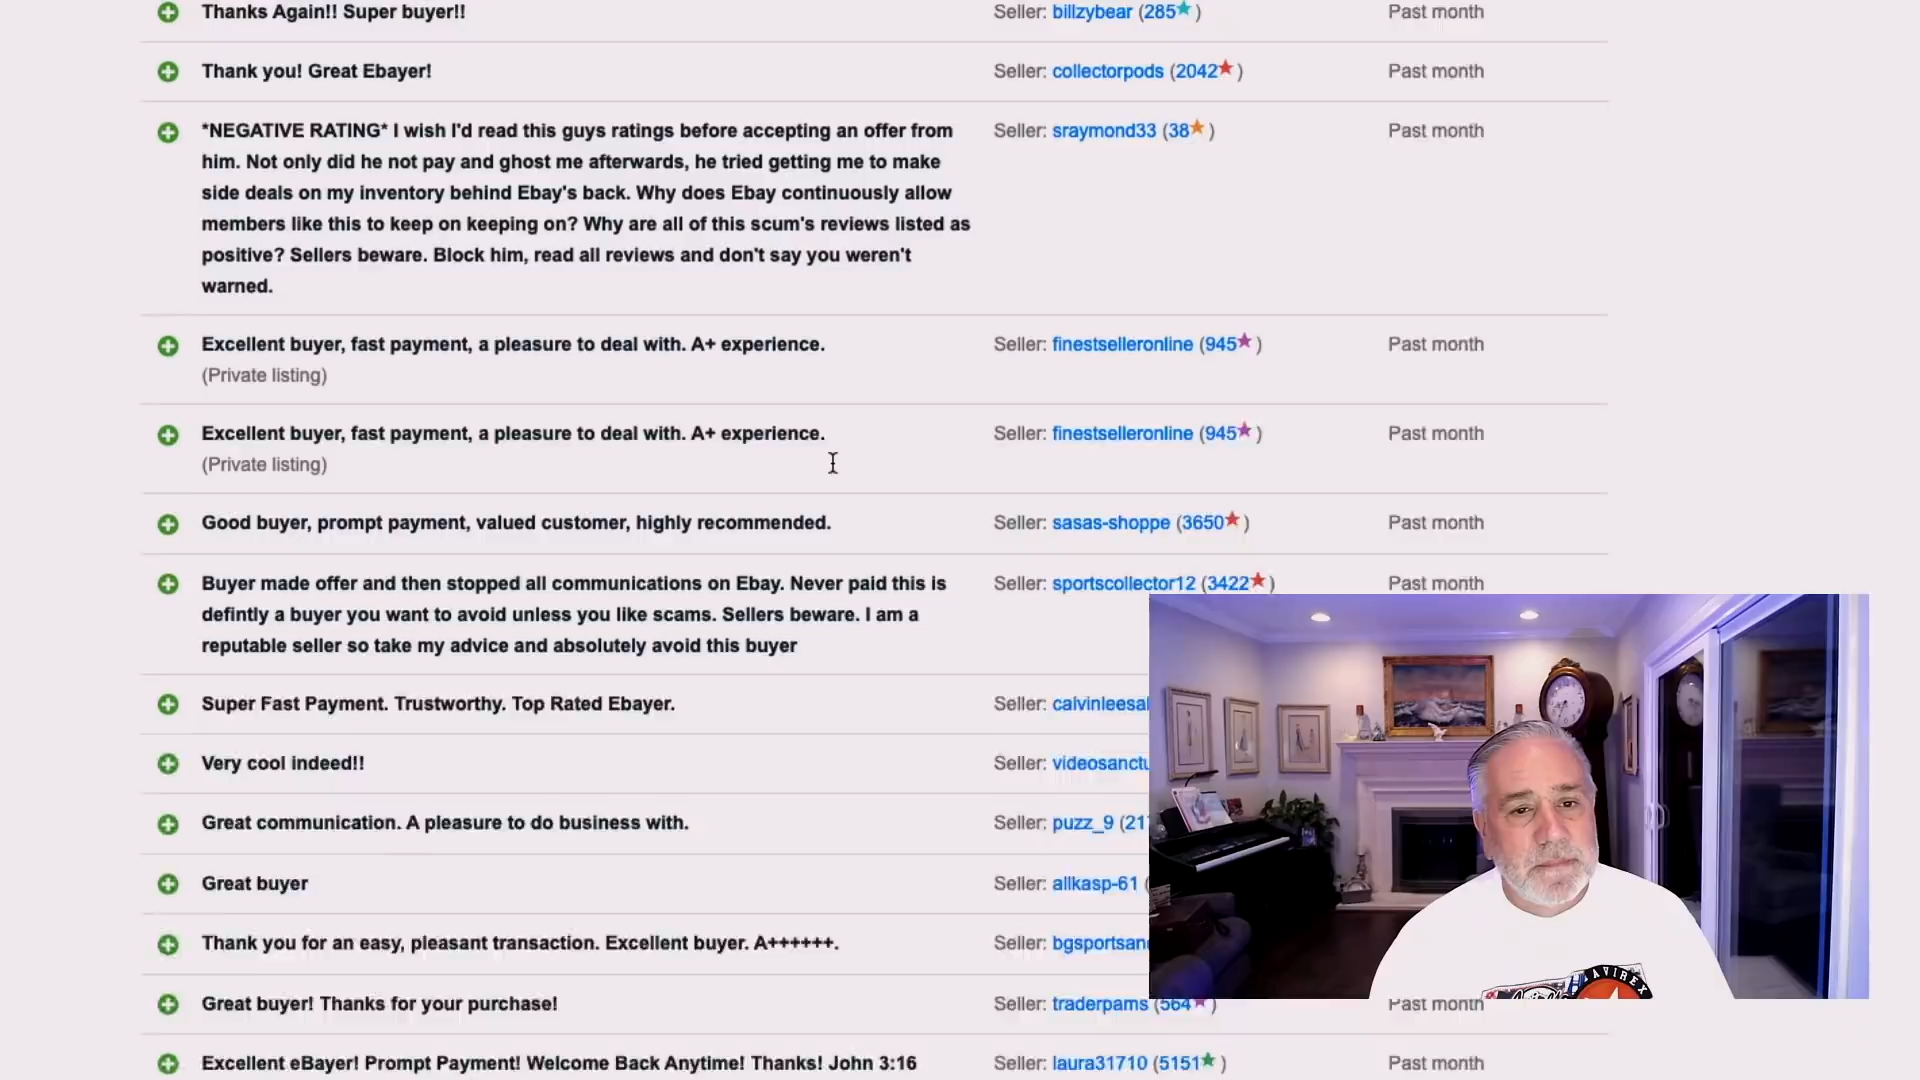 Thanks Again!! Super buyer!! Seller: billzybear (285 ) Past month
Thank you! Great Ebayer! Seller: collectorpods (2042 ) Past month
*NEGATIVE RATING* I wish I'd read this guys ratings before accepting an offer from Seller: sraymond33 (38 ) Past month
him. Not only did he not pay and ghost me afterwards, he tried getting me to make
side deals on my inventory behind Ebay's back. Why does Ebay continuously allow
members like this to keep on keeping on? Why are all of this scum's reviews listed as
positive? Sellers beware. Block him, read all reviews and don't say you weren't
warned.
Excellent buyer, fast payment, a pleasure to deal with. A+ experience. Seller: finestselleronline (945 ) Past month
(Private listing)
Excellent buyer, fast payment, a pleasure to deal with. A+ experience. Seller: finestselleronline (945 ) Past month
(Private listing)
Good buyer, prompt payment, valued customer, highly recommended. Seller: sasas-shoppe (3650 ) Past month
Buyer made offer and then stopped all communications on Ebay. Never paid this is Seller: sportscollector12 (3422 ) Past month
defintly a buyer you want to avoid unless you like scams. Sellers beware. I am a
reputable seller so take my advice and absolutely avoid this buyer
Super Fast Payment. Trustworthy. Top Rated Ebayer. Seller: calvinleesal
Very cool indeed!! Seller: videosanctu
Great communication. A pleasure to do business with. Seller: puzz_9 (21
Great buyer Seller: allkasp-61 (
Thank you for an easy, pleasant transaction. Excellent buyer. A++++++. Seller: bgsportsan
Great buyer! Thanks for your purchase! Seller: traderpams (564 ) Past month
Excellent eBayer! Prompt Payment! Welcome Back Anytime! Thanks! John 3:16 Seller: laura31710 (5151 ) Past month
AVIREX